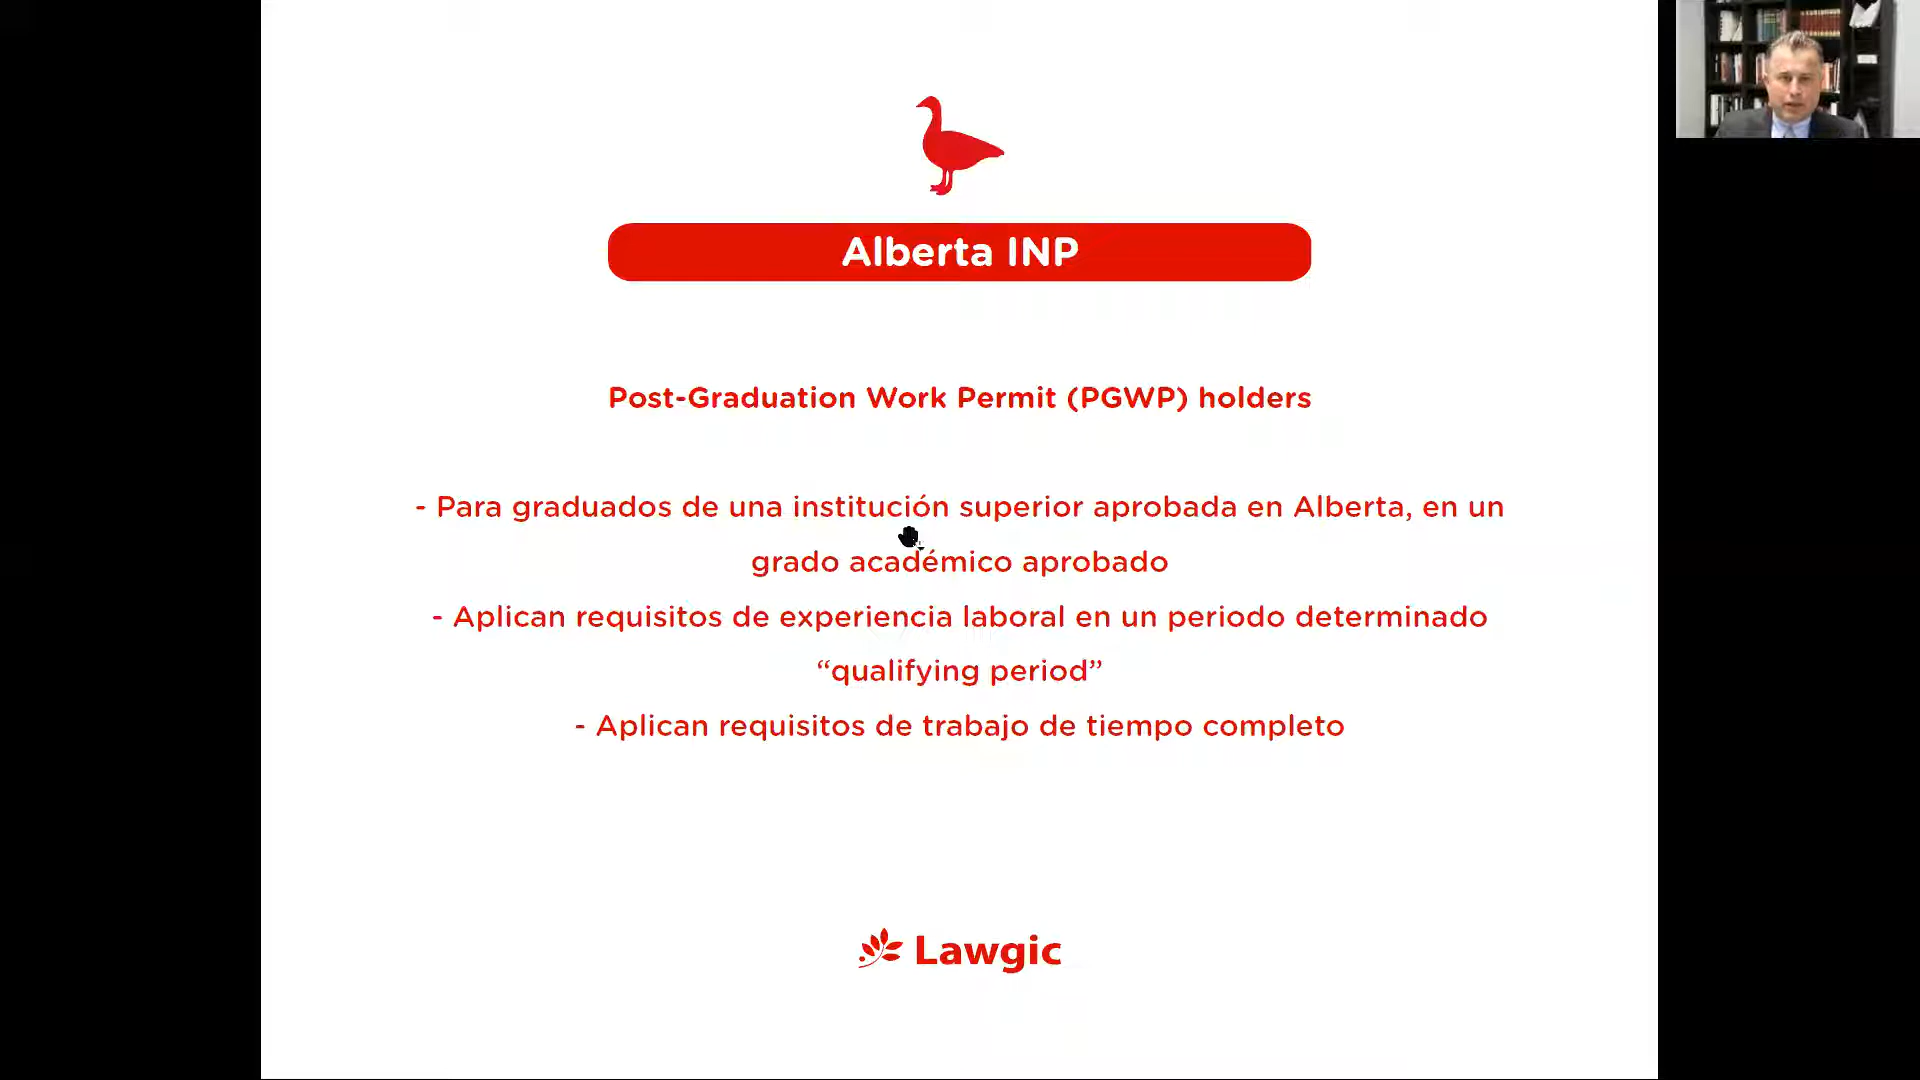 Alberta INP
Post-Graduation Work Permit (PGWP) holders
- Para graduados de una institución superior aprobada en Alberta, en un
grado académico aprobado
- Aplican requisitos de experiencia laboral en un periodo determinado
“qualifying period”
- Aplican requisitos de trabajo de tiempo completo
Lawgic